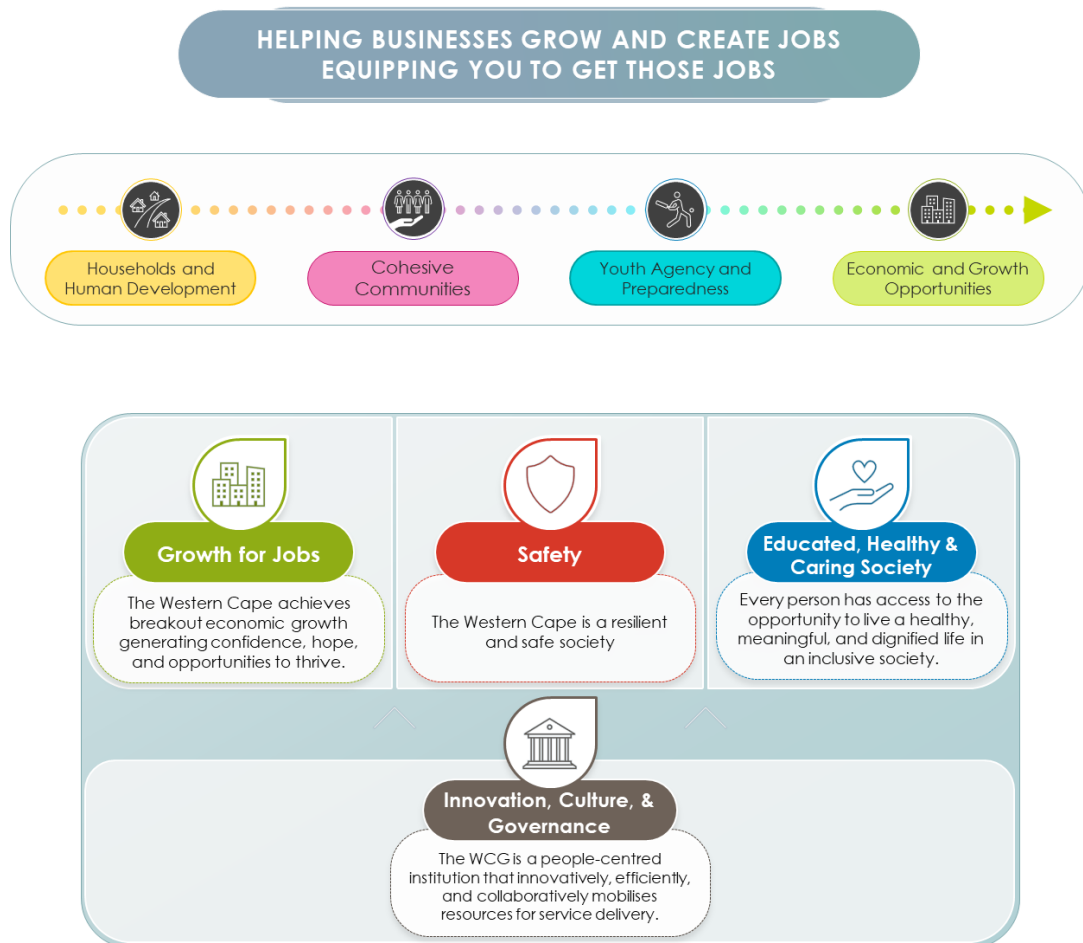 HELPING BUSINESSES GROW AND CREATE JOBS
EQUIPPING YOU TO GET THOSE JOBS
Households and
Human Development
Cohesive
Communities
Youth Agency and
Preparedness
Economic and Growth
Opportunities
Growth for Jobs
The Western Cape achieves
breakout economic growth
generating confidence, hope,
and opportunities to thrive.
Safety
The Western Cape is a resilient
and safe society
Educated, Healthy &
Caring Society
Every person has access to the
opportunity to live a healthy,
meaningful, and dignified life in
an inclusive society.
Innovation, Culture, &
Governance
The WCG is a people-centred
institution that innovatively, efficiently,
and collaboratively mobilises
resources for service delivery.